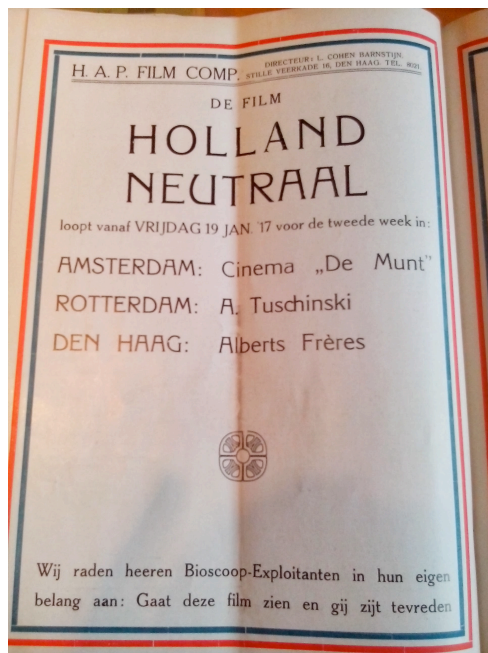 H. A. P. FILM COMP.
DIRECTEUR: L. COHEN BARNSTIJN.
STILLE VEERKADE 16, DEN HAAG. TEL. 8021
DE FILM
HOLLAND
NEUTRAAL
loopt vanaf VRIJDAG 19 JAN. '17 voor de tweede week in:
AMSTERDAM: Cinema „De Munt”
ROTTERDAM: A. Tuschinski
DEN HAAG: Alberts Frères
Wij raden heeren Bioscoop-Exploitanten in hun eigen
belang aan: Gaat deze film zien en gij zijt tevreden